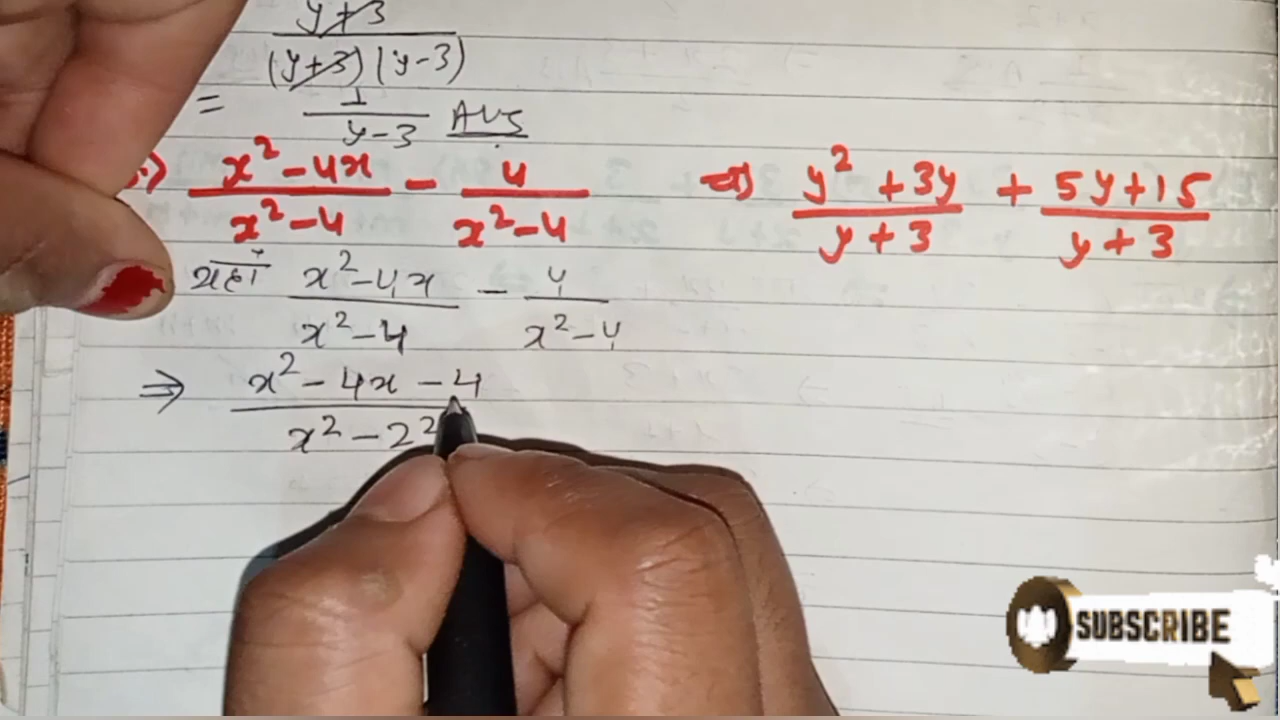 y+3
(y+3)(y-3)
= 1
y-3 Ans
x²-4x - 4
x²-4 x²-4
y²+3y + 5y+15
y+3 y+3
यहाँ x²-4x - 4
x²-4 x²-4
⇒ x²-4x-4
x²-2²
SUBSCRIBE